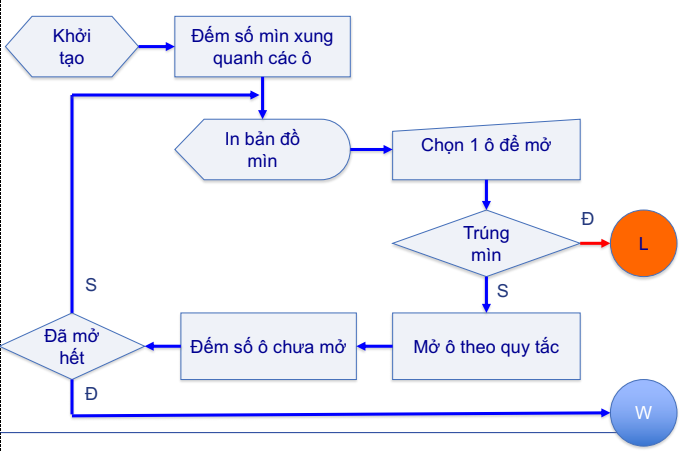 Khởi
tạo
Đếm số mìn xung
quanh các ô
In bản đồ
mìn
Chọn 1 ô để mở
Trúng
mìn
Đ
L
S
S
Đã mở
hết
Đếm số ô chưa mở
Mở ô theo quy tắc
Đ
W